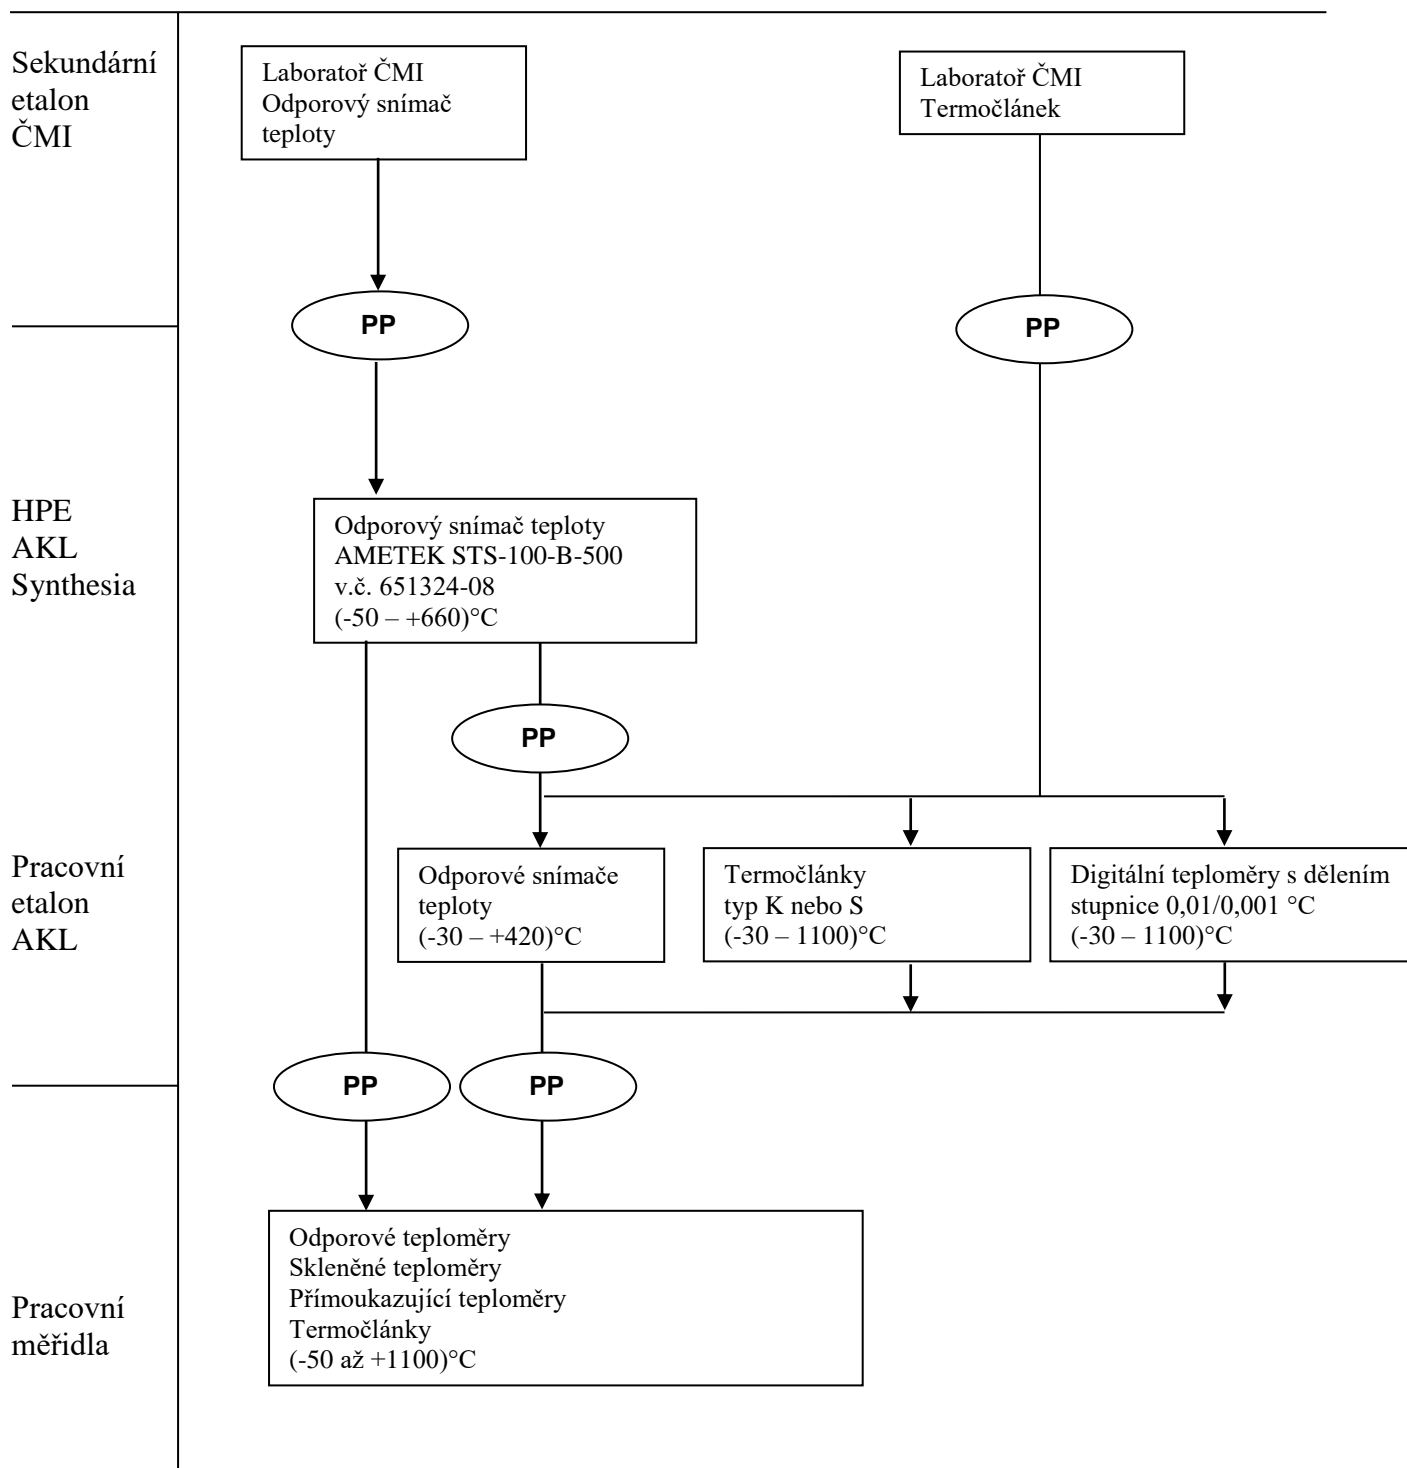 Sekundární
etalon
ČMI
Laboratoř ČMI
Odporový snímač
teploty
Laboratoř ČMI
Termočlánek
PP
PP
HPE
AKL
Synthesia
Odporový snímač teploty
AMETEK STS-100-B-500
v.č. 651324-08
(-50 – +660)°C
PP
Pracovní
etalon
AKL
Odporové snímače
teploty
(-30 – +420)°C
Termočlánky
typ K nebo S
(-30 – 1100)°C
Digitální teploměry s dělením
stupnice 0,01/0,001 °C
(-30 – 1100)°C
PP
PP
Pracovní
měřidla
Odporové teploměry
Skleněné teploměry
Přímoukazující teploměry
Termočlánky
(-50 až +1100)°C